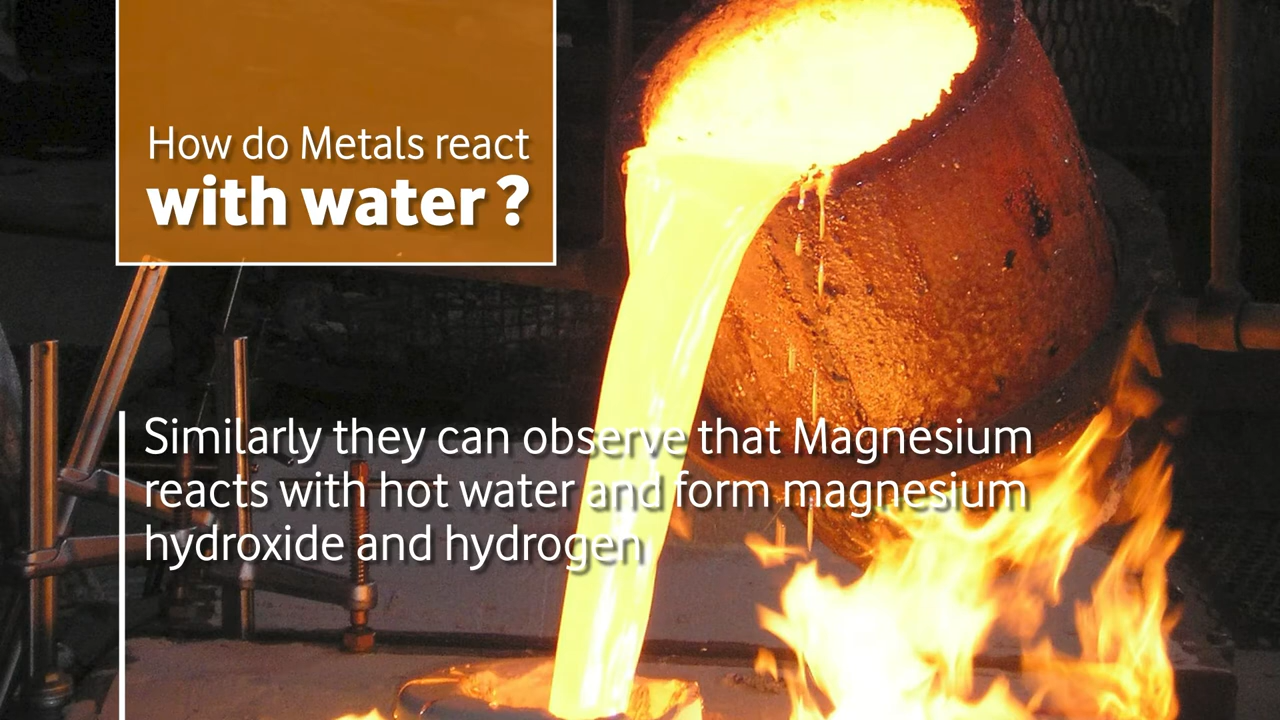 How do Metals react
with water ?
Similarly they can observe that Magnesium
reacts with hot water and form magnesium
hydroxide and hydrogen